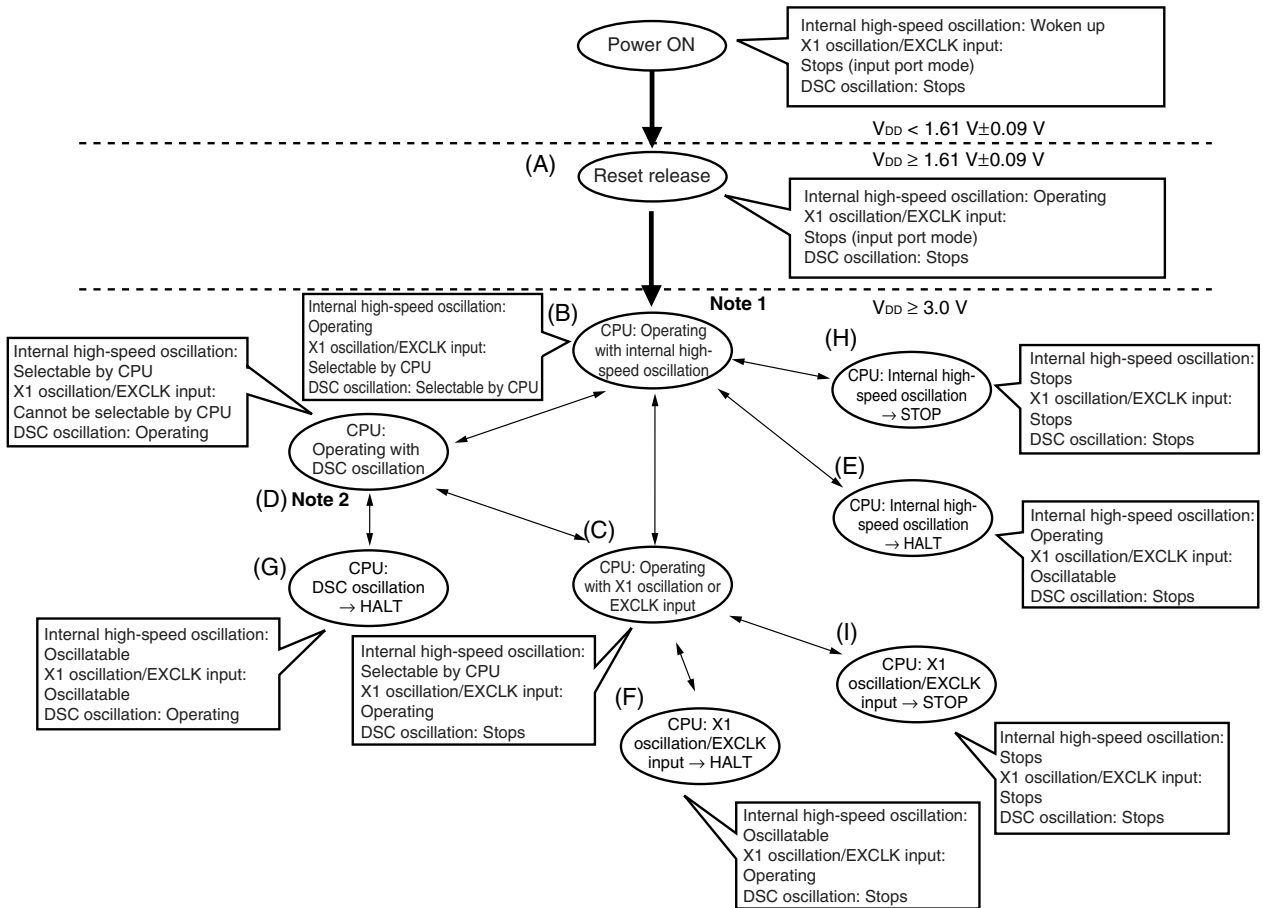 Power ON
Internal high-speed oscillation: Woken up
X1 oscillation/EXCLK input:
Stops (input port mode)
DSC oscillation: Stops
VDD < 1.61 V±0.09 V
VDD ≥ 1.61 V±0.09 V
(A)
Reset release
Internal high-speed oscillation: Operating
X1 oscillation/EXCLK input:
Stops (input port mode)
DSC oscillation: Stops
VDD ≥ 3.0 V
Note 1
(B)
CPU: Operating
with internal high-
speed oscillation
Internal high-speed oscillation:
Operating
X1 oscillation/EXCLK input:
Selectable by CPU
DSC oscillation: Selectable by CPU
Internal high-speed oscillation:
Selectable by CPU
X1 oscillation/EXCLK input:
Cannot be selectable by CPU
DSC oscillation: Operating
CPU:
Operating with
DSC oscillation
(D) Note 2
(H)
CPU: Internal high-
speed oscillation
→ STOP
Internal high-speed oscillation:
Stops
X1 oscillation/EXCLK input:
Stops
DSC oscillation: Stops
(E)
CPU: Internal high-
speed oscillation
→ HALT
Internal high-speed oscillation:
Operating
X1 oscillation/EXCLK input:
Oscillatable
DSC oscillation: Stops
(G)
CPU:
DSC oscillation
→ HALT
Internal high-speed oscillation:
Oscillatable
X1 oscillation/EXCLK input:
Oscillatable
DSC oscillation: Operating
(C)
CPU: Operating
with X1 oscillation or
EXCLK input
Internal high-speed oscillation:
Selectable by CPU
X1 oscillation/EXCLK input:
Operating
DSC oscillation: Stops
(I)
CPU: X1
oscillation/EXCLK
input → STOP
Internal high-speed oscillation:
Stops
X1 oscillation/EXCLK input:
Stops
DSC oscillation: Stops
(F)
CPU: X1
oscillation/EXCLK
input → HALT
Internal high-speed oscillation:
Oscillatable
X1 oscillation/EXCLK input:
Operating
DSC oscillation: Stops